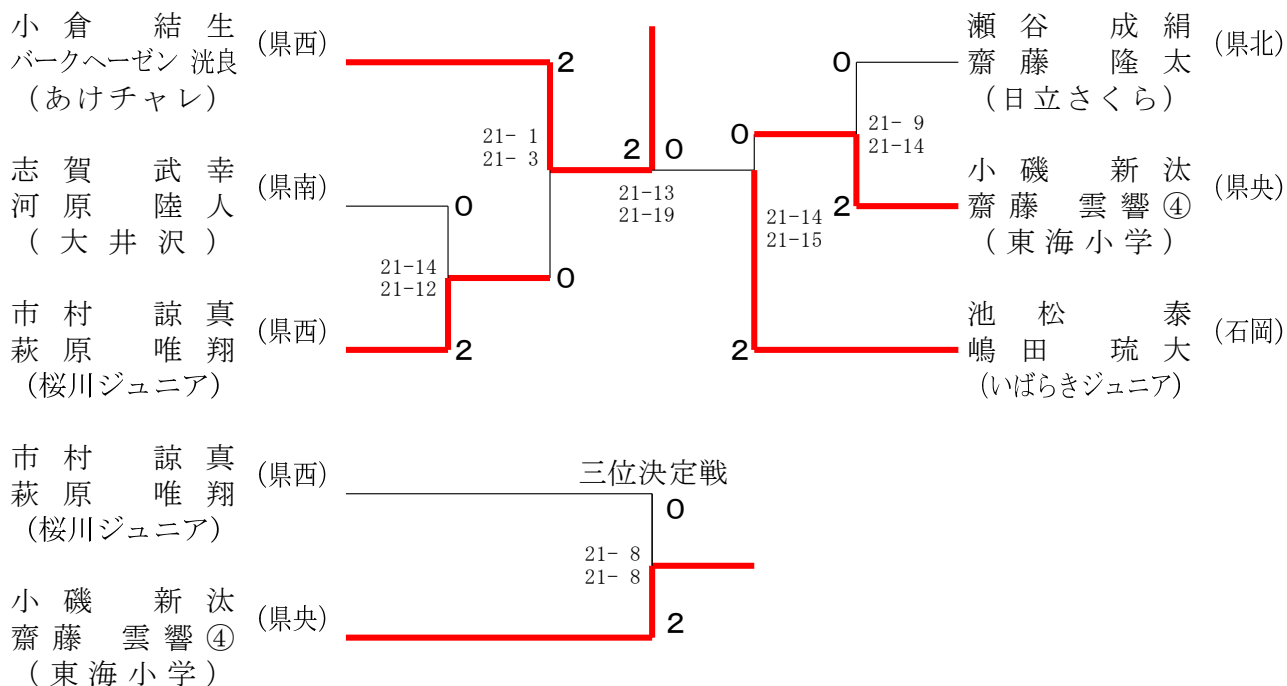 小倉 結生
バークヘーゼン 洸良
(県西)
(あけチャレ)
志賀 武幸
河原 陸人
(県南)
(大井沢)
市村 諒真
萩原 唯翔
(県西)
(桜川ジュニア)
2
21- 1
21- 3
0
21-14
21-12
2
0
2
0
21-13
21-19
0
21- 9
21-14
2
0
21-14
21-15
2
瀬谷 成絹
齋藤 隆太
(県北)
(日立さくら)
小磯 新汰
齋藤 雲響④
(県央)
(東海小学)
池松 泰
嶋田 琉大
(石岡)
(いばらきジュニア)
市村 諒真
萩原 唯翔
(県西)
(桜川ジュニア)
三位決定戦
0
21- 8
21- 8
2
小磯 新汰
齋藤 雲響④
(県央)
(東海小学)